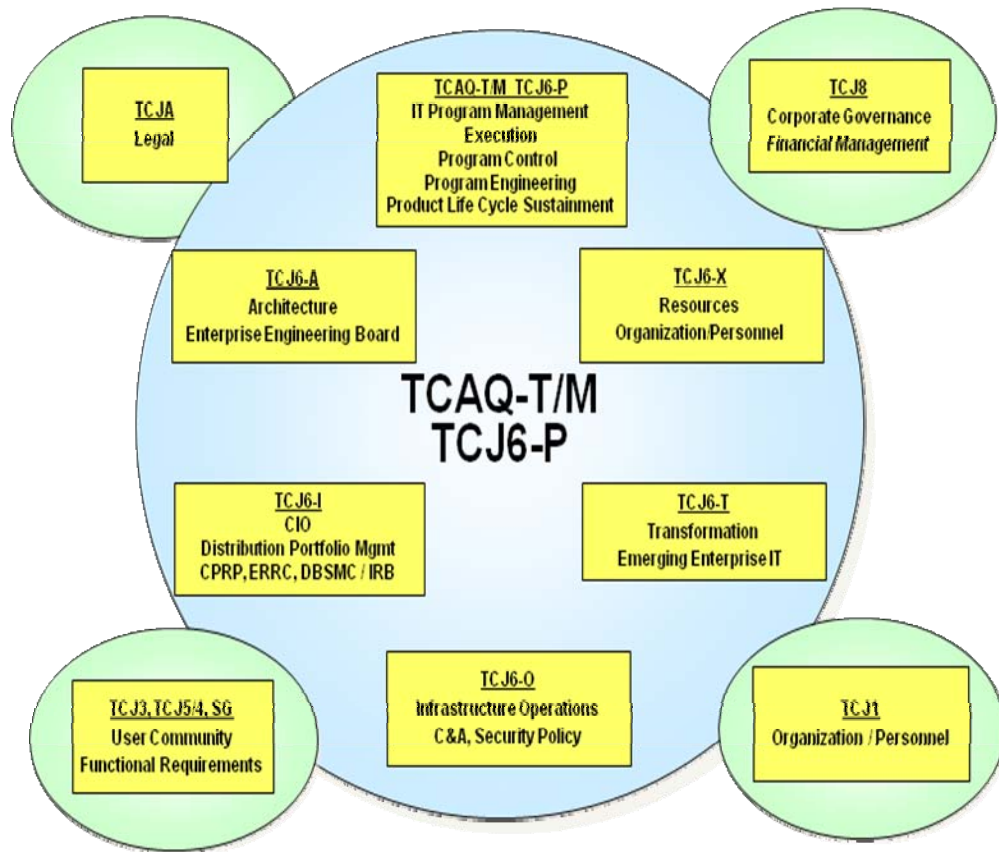 TCJA
Legal
TCAQ-T/M TCJ6-P
IT Program Management
Execution
Program Control
Program Engineering
Product Life Cycle Sustainment
TCJ8
Corporate Governance
Financial Management
TCJ6-A
Architecture
Enterprise Engineering Board
TCJ6-X
Resources
Organization/Personnel
TCAQ-T/M
TCJ6-P
TCJ6-I
CIO
Distribution Portfolio Mgmt
CPRP, ERRC, DBSMC / IRB
TCJ6-T
Transformation
Emerging Enterprise IT
TCJ3, TCJ5/4, SG
User Community
Functional Requirements
TCJ6-O
Infrastructure Operations
C&A, Security Policy
TCJ1
Organization / Personnel